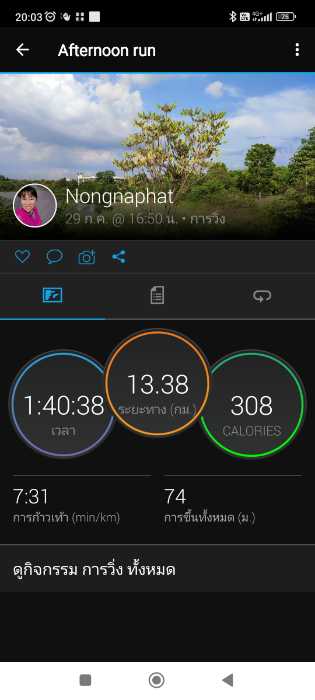 20:03
4G+
25
Afternoon run
Nongnaphat
29 ก.ค. @ 16:50 น. • การวิ่ง
1:40:38
เวลา
13.38
ระยะทาง (กม.)
308
CALORIES
7:31
การก้าวเท้า (min/km)
74
การขึ้นทั้งหมด (ม.)
ดูกิจกรรม การวิ่ง ทั้งหมด